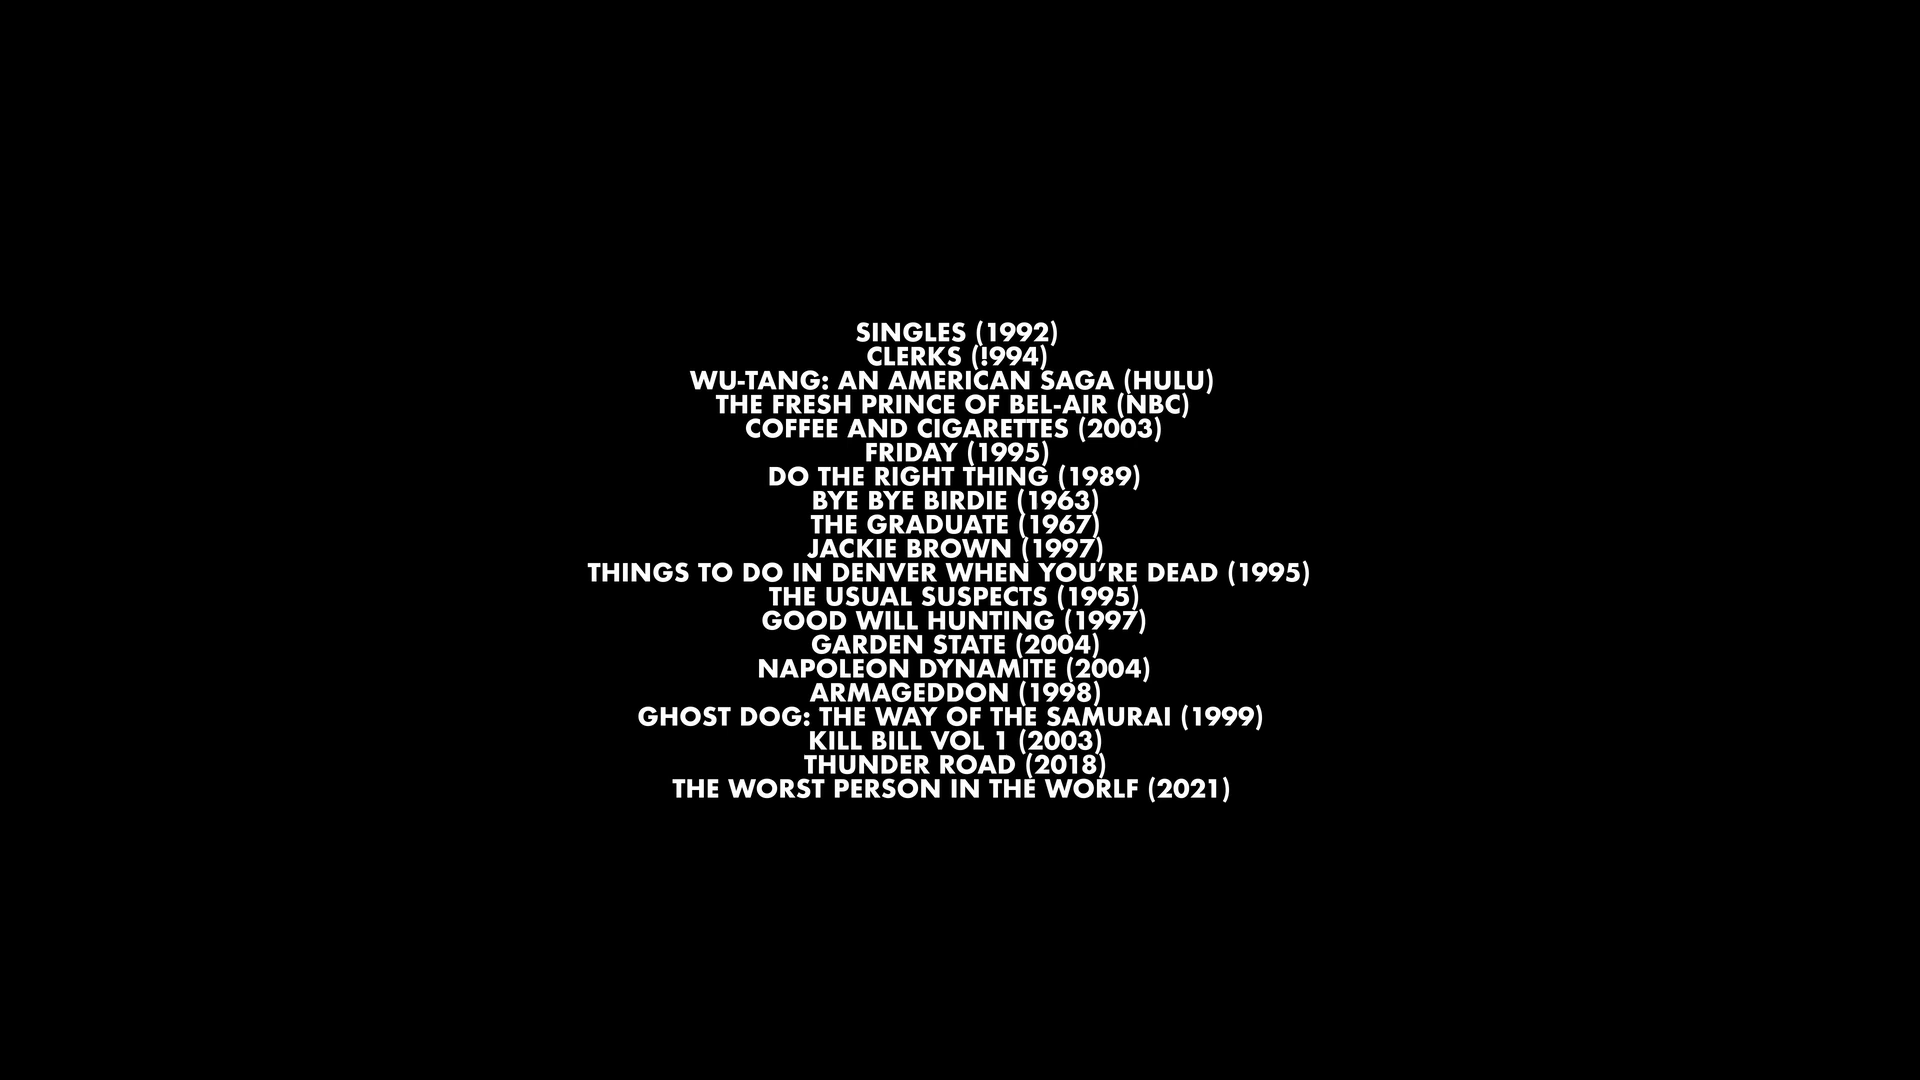 SINGLES (1992)
CLERKS (!994)
WU-TANG: AN AMERICAN SAGA (HULU)
THE FRESH PRINCE OF BEL-AIR (NBC)
COFFEE AND CIGARETTES (2003)
FRIDAY (1995)
DO THE RIGHT THING (1989)
BYE BYE BIRDIE (1963)
THE GRADUATE (1967)
JACKIE BROWN (1997)
THINGS TO DO IN DENVER WHEN YOU’RE DEAD (1995)
THE USUAL SUSPECTS (1995)
GOOD WILL HUNTING (1997)
GARDEN STATE (2004)
NAPOLEON DYNAMITE (2004)
ARMAGEDDON (1998)
GHOST DOG: THE WAY OF THE SAMURAI (1999)
KILL BILL VOL 1 (2003)
THUNDER ROAD (2018)
THE WORST PERSON IN THE WORLF (2021)